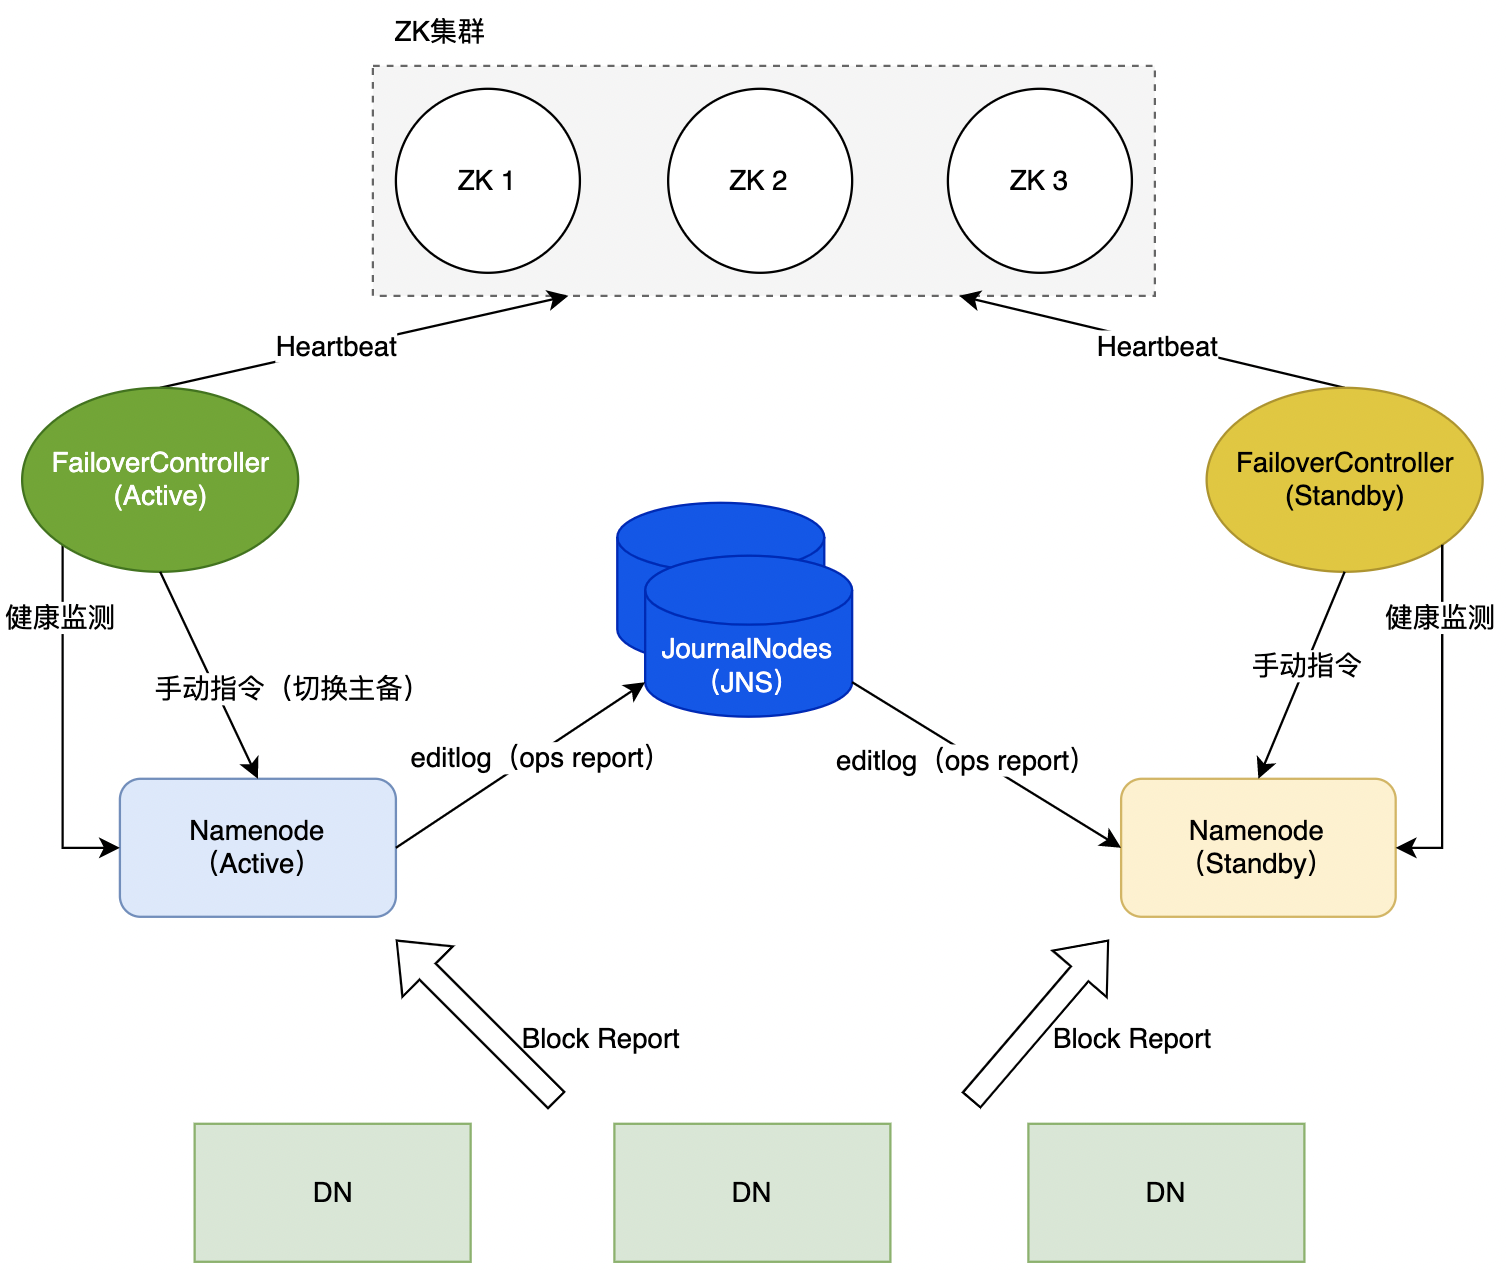 ZK集群
ZK 1
ZK 2
ZK 3
Heartbeat
Heartbeat
FailoverController
(Active)
FailoverController
(Standby)
健康监测
健康监测
手动指令（切换主备）
手动指令
JournalNodes
（JNS）
editlog（ops report）
editlog（ops report）
Namenode
（Active）
Namenode
（Standby）
Block Report
Block Report
DN
DN
DN